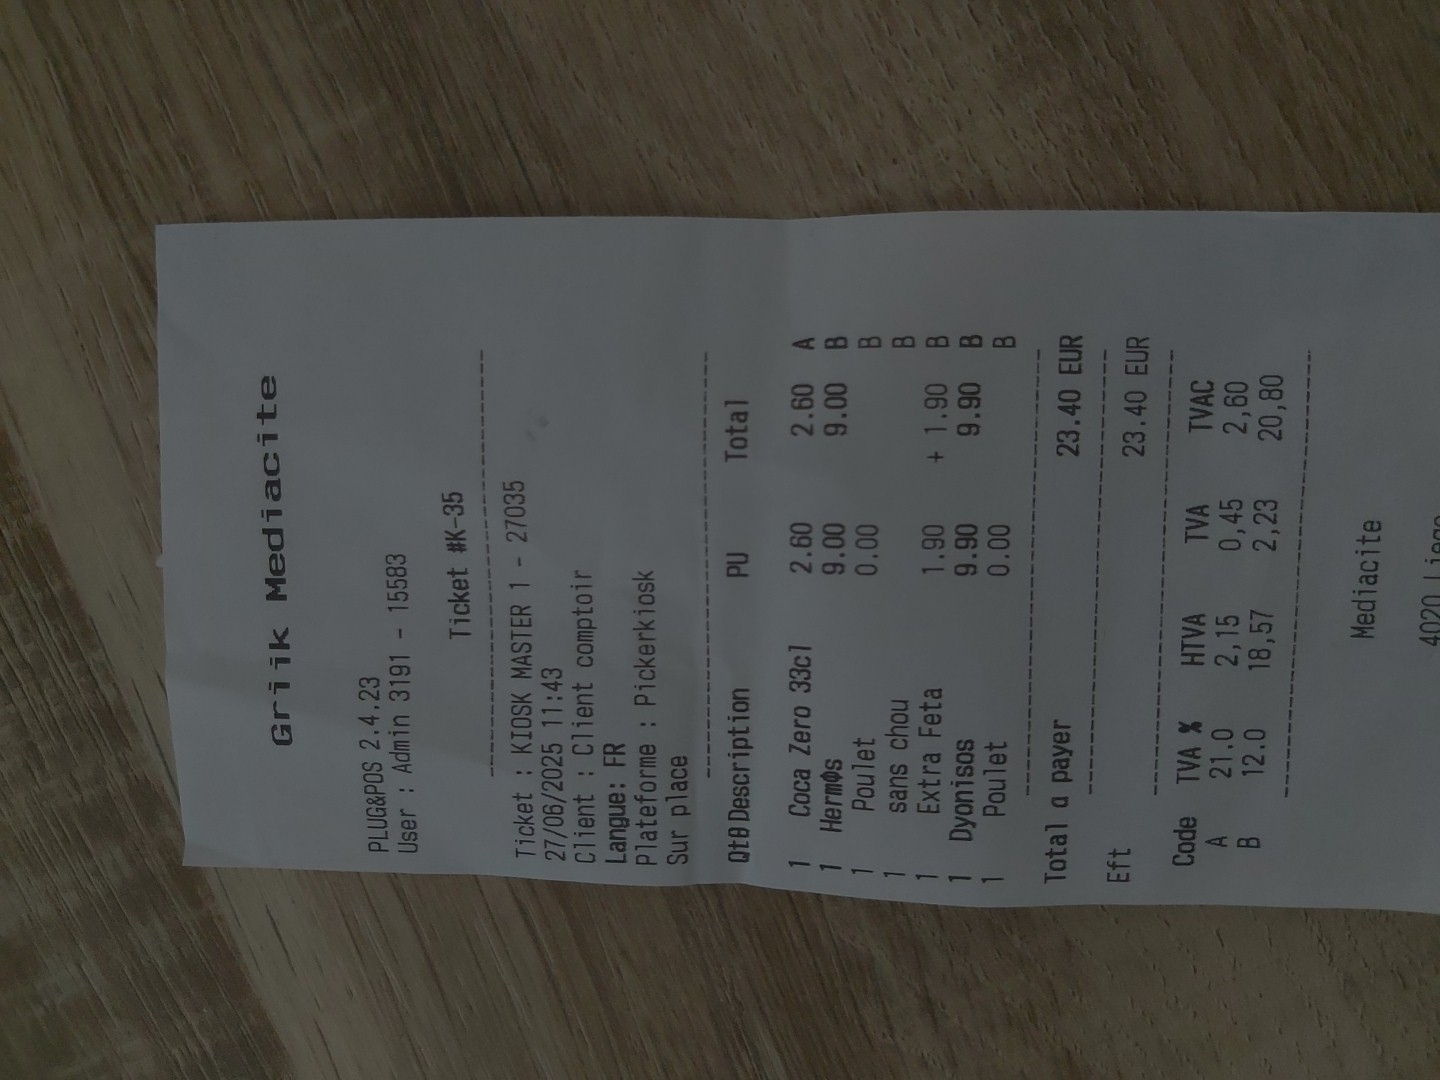 Griik Mediacite
PLUG&POS 2.4.23
User : Admin 3191 - 15583
Ticket #K-35
Ticket : KIOSK MASTER 1 - 27035
27/06/2025 11:43
Client : Client comptoir
Langue: FR
Plateforme : Pickerkiosk
Sur place
Qtθ Description PU Total
1 Coca Zero 33cl 2.60 2.60 A
1 HermΦs 9.00 9.00 B
1 Poulet 0.00 B
1 sans chou B
1 Extra Feta 1.90 + 1.90 B
1 Dyonisos 9.90 9.90 B
1 Poulet 0.00 B
Total a payer 23.40 EUR
Eft 23.40 EUR
Code TVA % HTVA TVA TVAC
A 21.0 2,15 0,45 2,60
B 12.0 18,57 2,23 20,80
Mediacite
4020 Liege